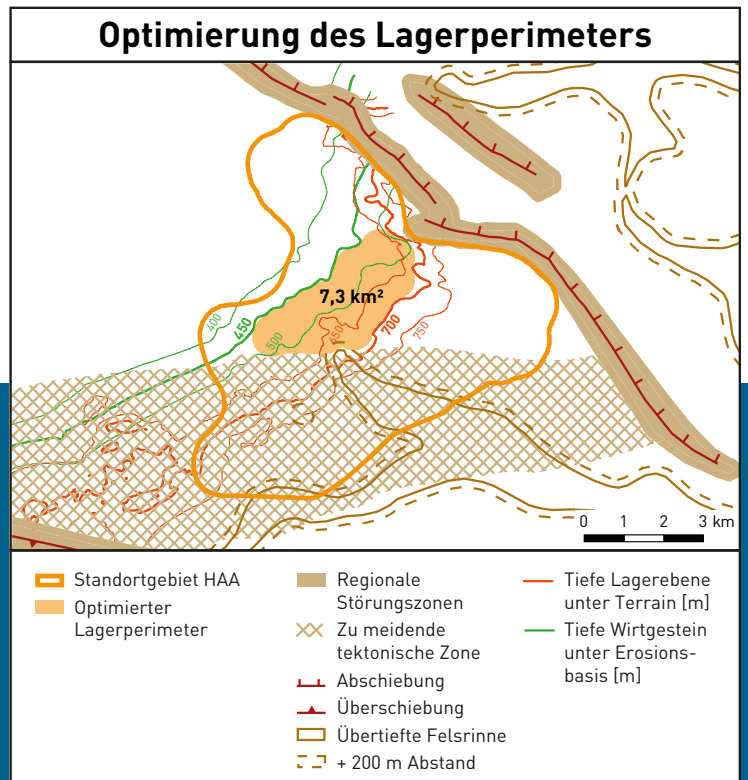 Optimierung des Lagerperimeters
7,3 km²
400
450
500
650
700
750
0 1 2 3 km
Standortgebiet HAA
Optimierter
Lagerperimeter
Regionale
Störungszonen
Zu meidende
tektonische Zone
Abschiebung
Überschiebung
Übertiefte Felsrinne
+ 200 m Abstand
Tiefe Lagerebene
unter Terrain [m]
Tiefe Wirtgestein
unter Erosions-
basis [m]